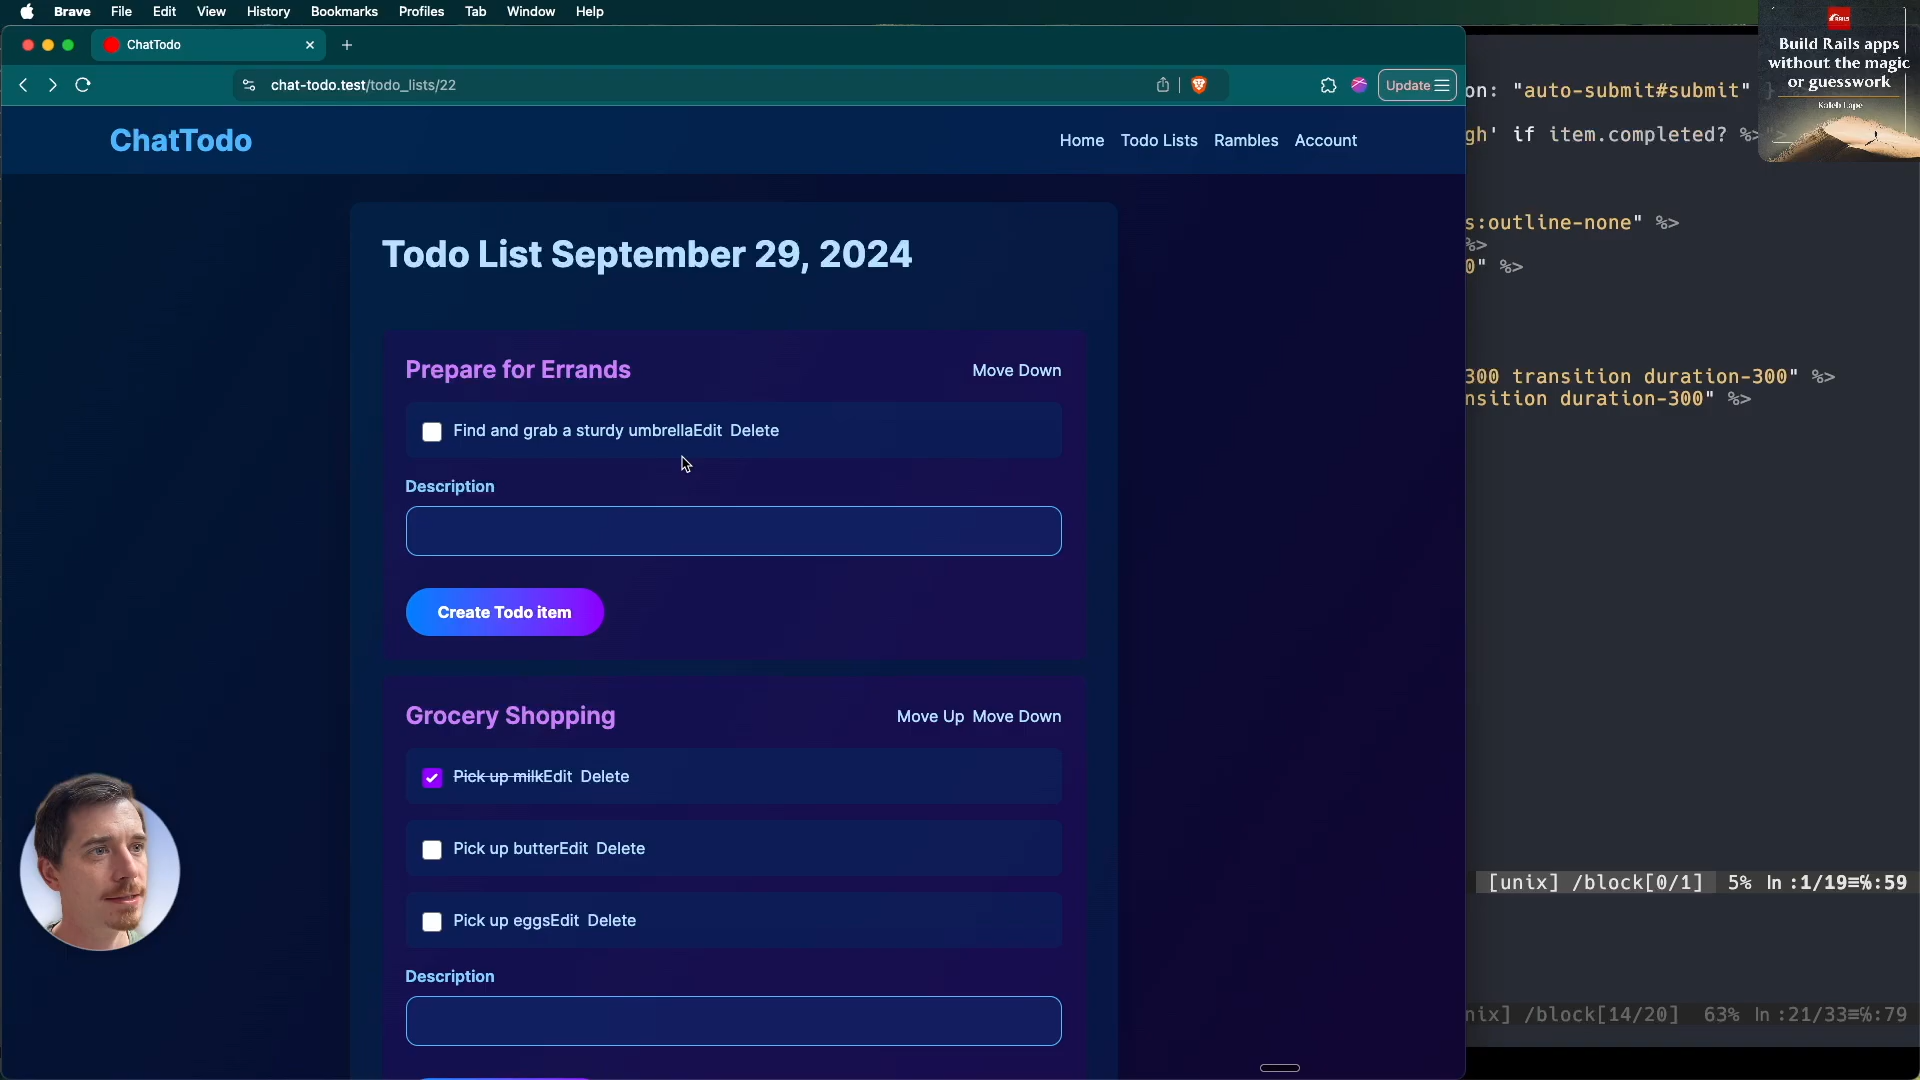 Brave File Edit View History Bookmarks Profiles Tab Window Help
ChatTodo
chat-todo.test/todo_lists/22
Update
ChatTodo
Home Todo Lists Rambles Account
Todo List September 29, 2024
Prepare for Errands
Move Down
Find and grab a sturdy umbrellaEdit Delete
Description
Create Todo item
Grocery Shopping
Move Up Move Down
Pick up milkEdit Delete
Pick up butterEdit Delete
Pick up eggsEdit Delete
Description
RAILS
Build Rails apps
without the magic
or guesswork
Kaleb Lape
on: "auto-submit#submit" }
gh' if item.completed? %>">
s:outline-none" %>
%>
0" %>
300 transition duration-300" %>
nsition duration-300" %>
[unix] /block[0/1] 5% ln :1/19≡%:59
nix] /block[14/20] 63% ln :21/33≡%:79